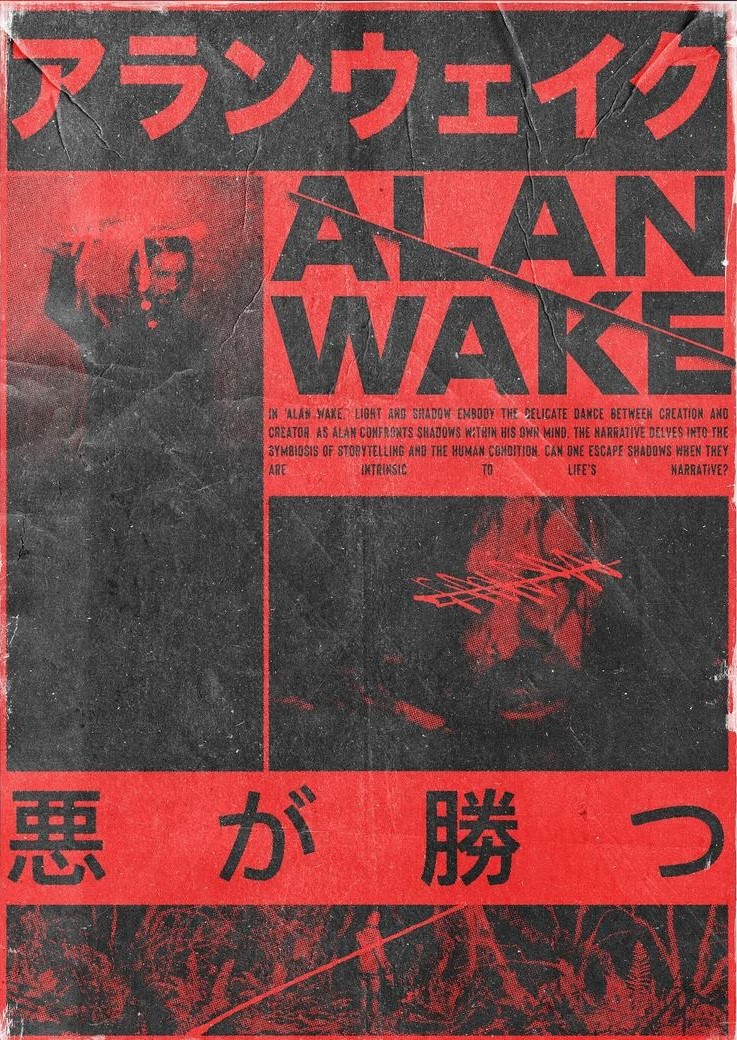 アランウェイク
ALAN
WAKE
IN 'ALAN WAKE,' LIGHT AND SHADOW EMBODY THE DELICATE DANCE BETWEEN CREATION AND
CREATOR. AS ALAN CONFRONTS SHADOWS WITHIN HIS OWN MIND, THE NARRATIVE DELVES INTO THE
SYMBIOSIS OF STORYTELLING AND THE HUMAN CONDITION. CAN ONE ESCAPE SHADOWS WHEN THEY
ARE INTRINSIC TO LIFE'S NARRATIVE?
悪が勝つ